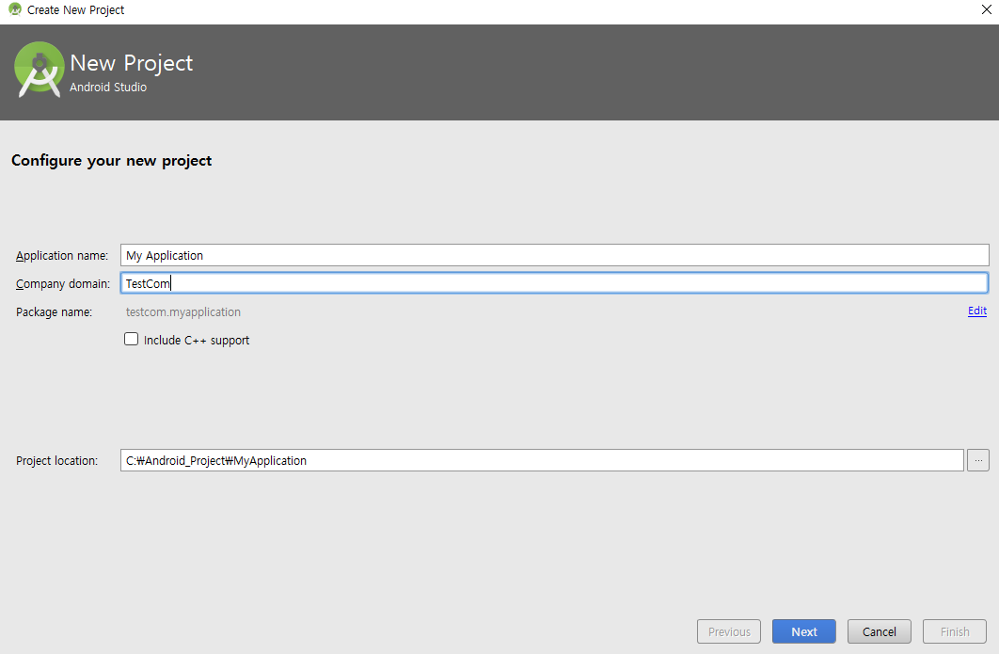 Create New Project
New Project
Android Studio
Configure your new project
Application name: My Application
Company domain: TestCom
Package name: testcom.myapplication Edit
Include C++ support
Project location: C:₩Android_Project₩MyApplication ...
Previous Next Cancel Finish